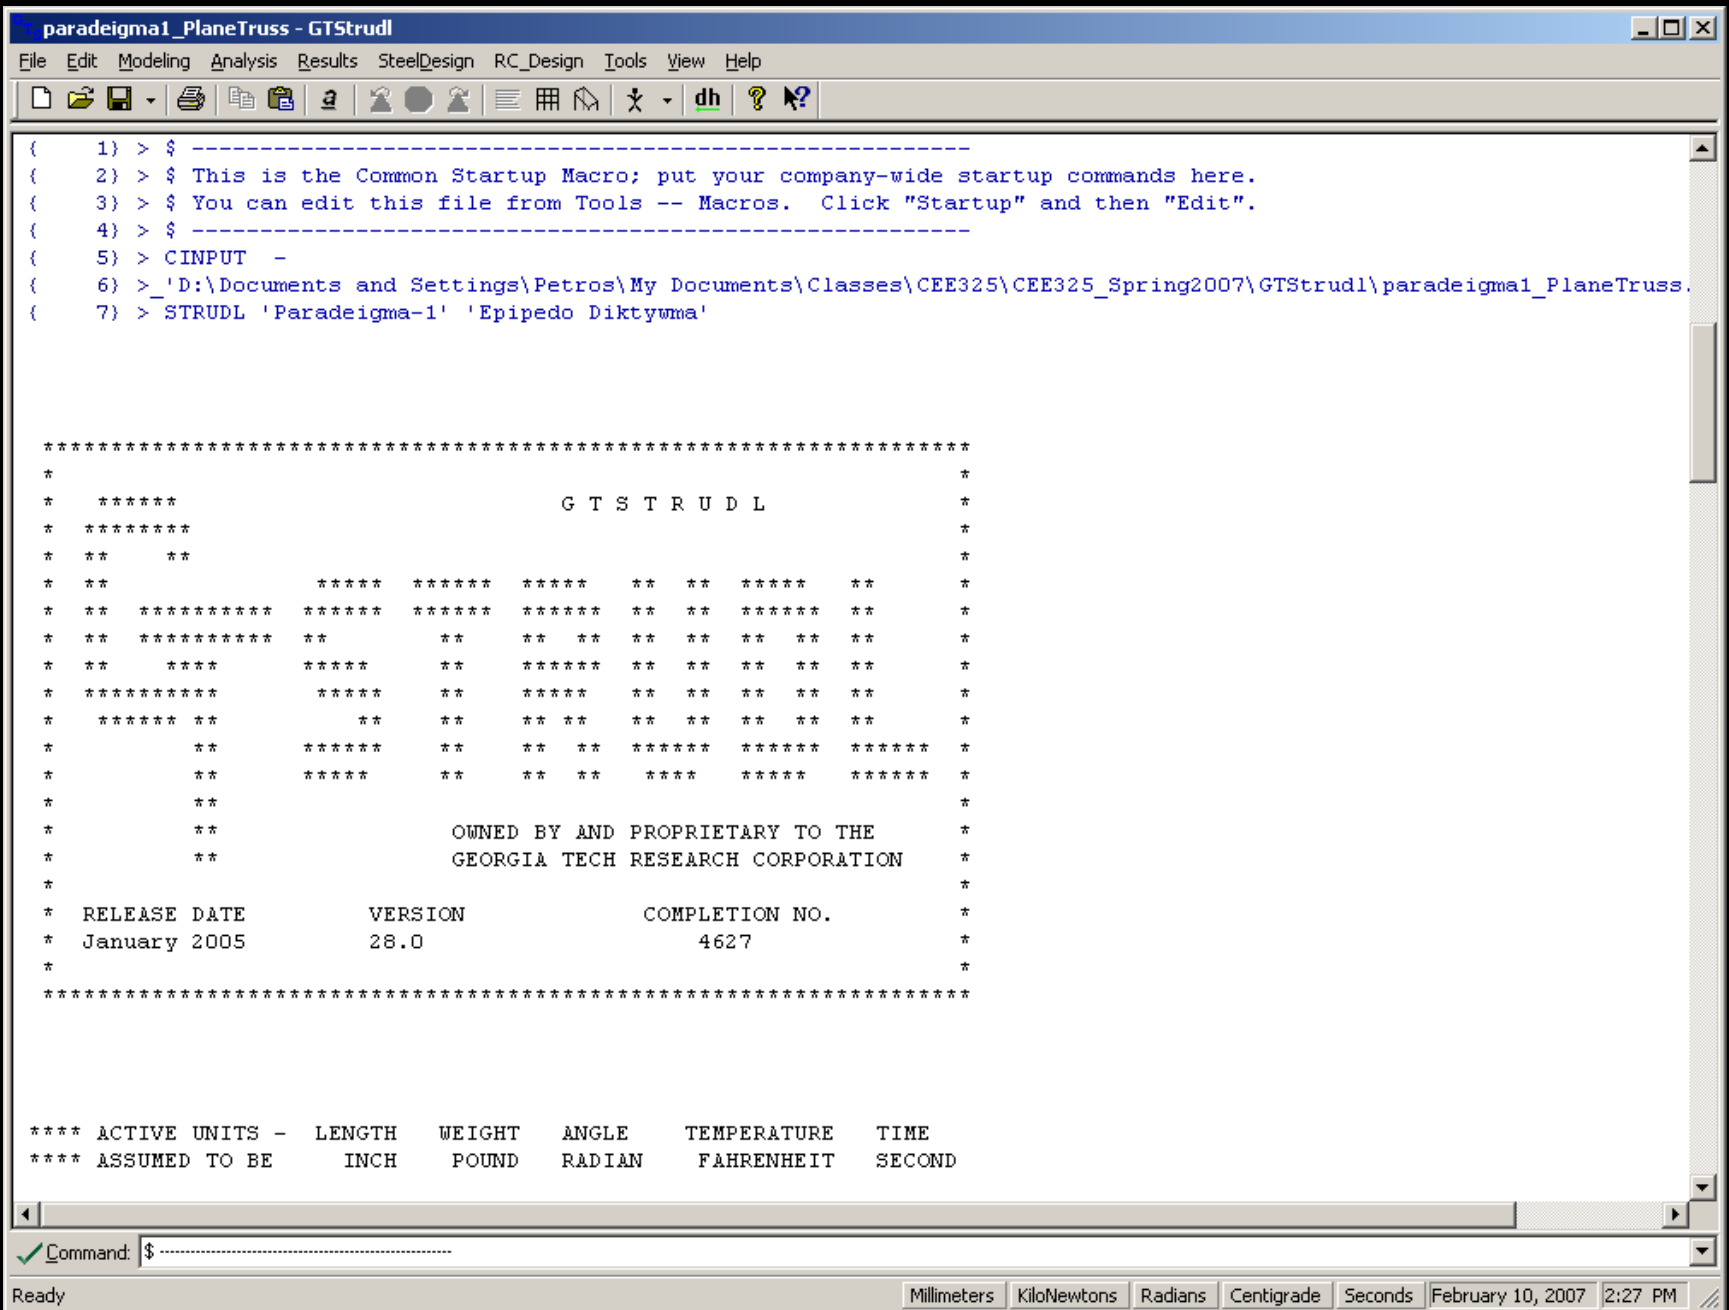 paradeigma1_PlaneTruss - GTStrudl
File Edit Modeling Analysis Results SteelDesign RC_Design Tools View Help
a dh ? ?
{ 1} > $ ---------------------------------------------------------
{ 2} > $ This is the Common Startup Macro; put your company-wide startup commands here.
{ 3} > $ You can edit this file from Tools -- Macros.  Click "Startup" and then "Edit".
{ 4} > $ ---------------------------------------------------------
{ 5} > CINPUT  -
{ 6} >_'D:\Documents and Settings\Petros\My Documents\Classes\CEE325\CEE325_Spring2007\GTStrudl\paradeigma1_PlaneTruss.
{ 7} > STRUDL 'Paradeigma-1' 'Epipedo Diktywma'
********************************************************************
*                                                                  *
*   ******                            G T S T R U D L              *
*  ********                                                        *
*  **    **                                                        *
*  **               *****  ******  *****   **  **  *****   **      *
*  **  **********  ******  ******  ******  **  **  ******  **      *
*  **  **********  **        **    **  **  **  **  **  **  **      *
*  **    ****      *****     **    ******  **  **  **  **  **      *
*  **********       *****    **    *****   **  **  **  **  **      *
*   ****** **          **    **    ** **   **  **  **  **  **      *
*          **      ******    **    **  **  ******  ******  ******  *
*          **      *****     **    **  **   ****   *****   ******  *
*          **                                                      *
*          **                 OWNED BY AND PROPRIETARY TO THE      *
*          **                 GEORGIA TECH RESEARCH CORPORATION    *
*                                                                  *
*  RELEASE DATE         VERSION             COMPLETION NO.         *
*  January 2005         28.0                    4627               *
*                                                                  *
********************************************************************
**** ACTIVE UNITS -  LENGTH   WEIGHT   ANGLE    TEMPERATURE   TIME
**** ASSUMED TO BE     INCH    POUND   RADIAN    FAHRENHEIT   SECOND
Command: $ ---------------------------------------------------------
Ready Millimeters KiloNewtons Radians Centigrade Seconds February 10, 2007 2:27 PM